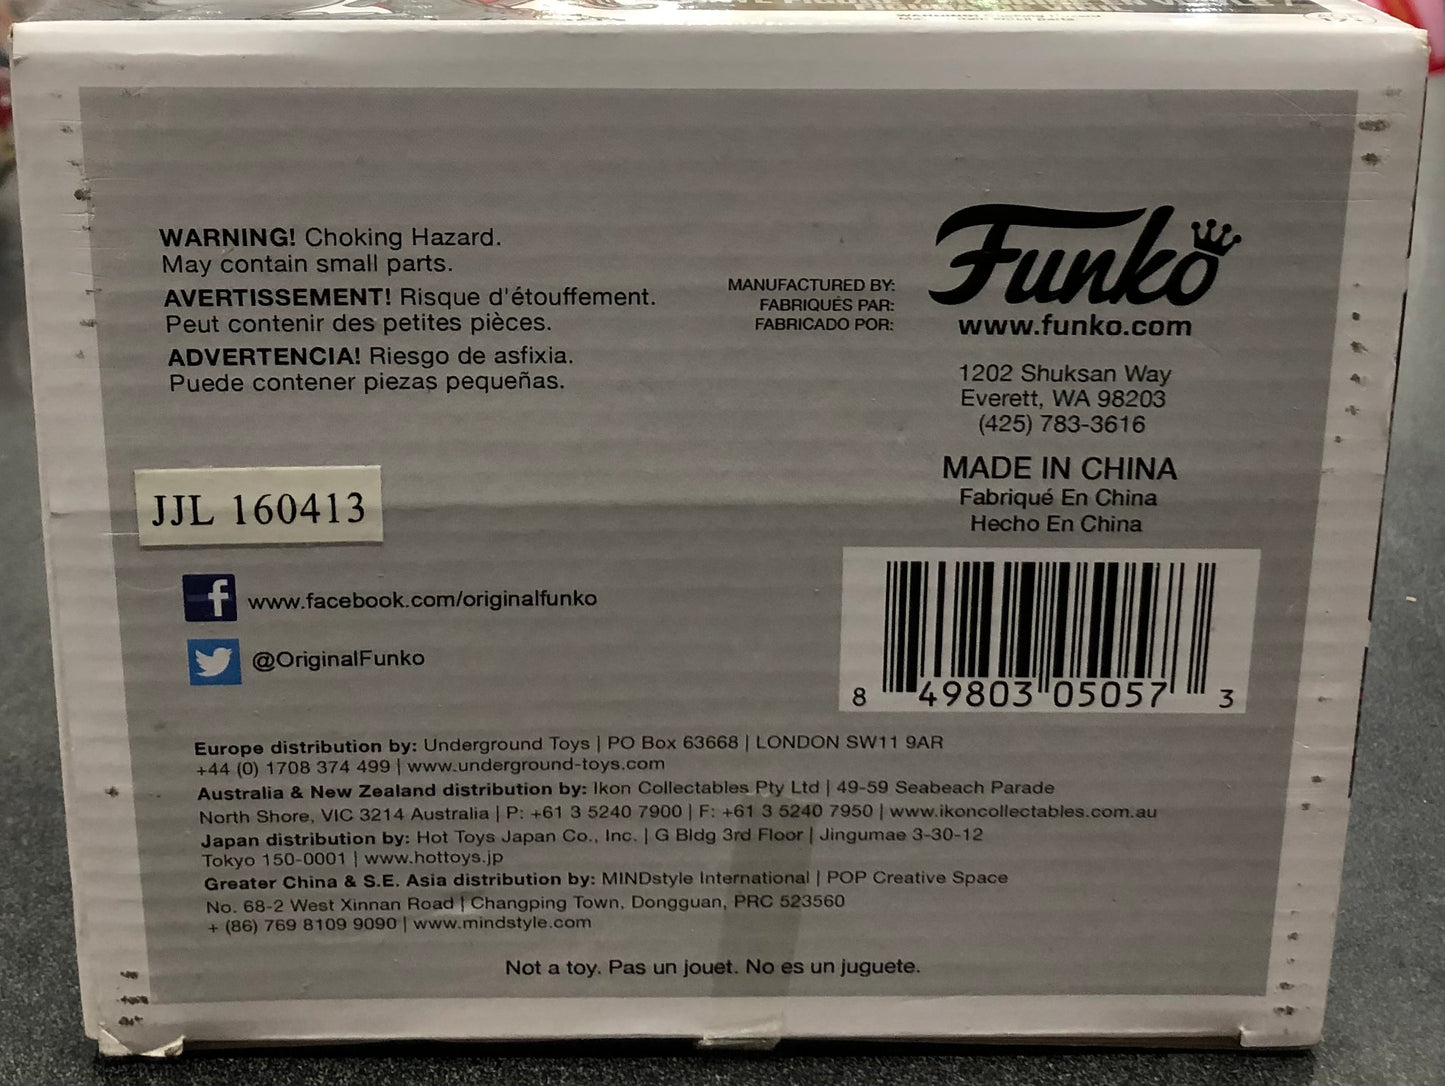 WARNING! Choking Hazard.
May contain small parts.
AVERTISSEMENT! Risque d'étouffement.
Peut contenir des petites pièces.
ADVERTENCIA! Riesgo de asfixia.
Puede contener piezas pequeñas.
MANUFACTURED BY:
FABRIQUÉS PAR:
FABRICADO POR:
Funko
www.funko.com
1202 Shuksan Way
Everett, WA 98203
(425) 783-3616
MADE IN CHINA
Fabriqué En China
Hecho En China
JJL 160413
f www.facebook.com/originalfunko
@OriginalFunko
8 49803 05057 3
Europe distribution by: Underground Toys | PO Box 63668 | LONDON SW11 9AR
+44 (0) 1708 374 499 | www.underground-toys.com
Australia & New Zealand distribution by: Ikon Collectables Pty Ltd | 49-59 Seabeach Parade
North Shore, VIC 3214 Australia | P: +61 3 5240 7900 | F: +61 3 5240 7950 | www.ikoncollectables.com.au
Japan distribution by: Hot Toys Japan Co., Inc. | G Bldg 3rd Floor | Jingumae 3-30-12
Tokyo 150-0001 | www.hottoys.jp
Greater China & S.E. Asia distribution by: MINDstyle International | POP Creative Space
No. 68-2 West Xinnan Road | Changping Town, Dongguan, PRC 523560
+ (86) 769 8109 9090 | www.mindstyle.com
Not a toy. Pas un jouet. No es un juguete.